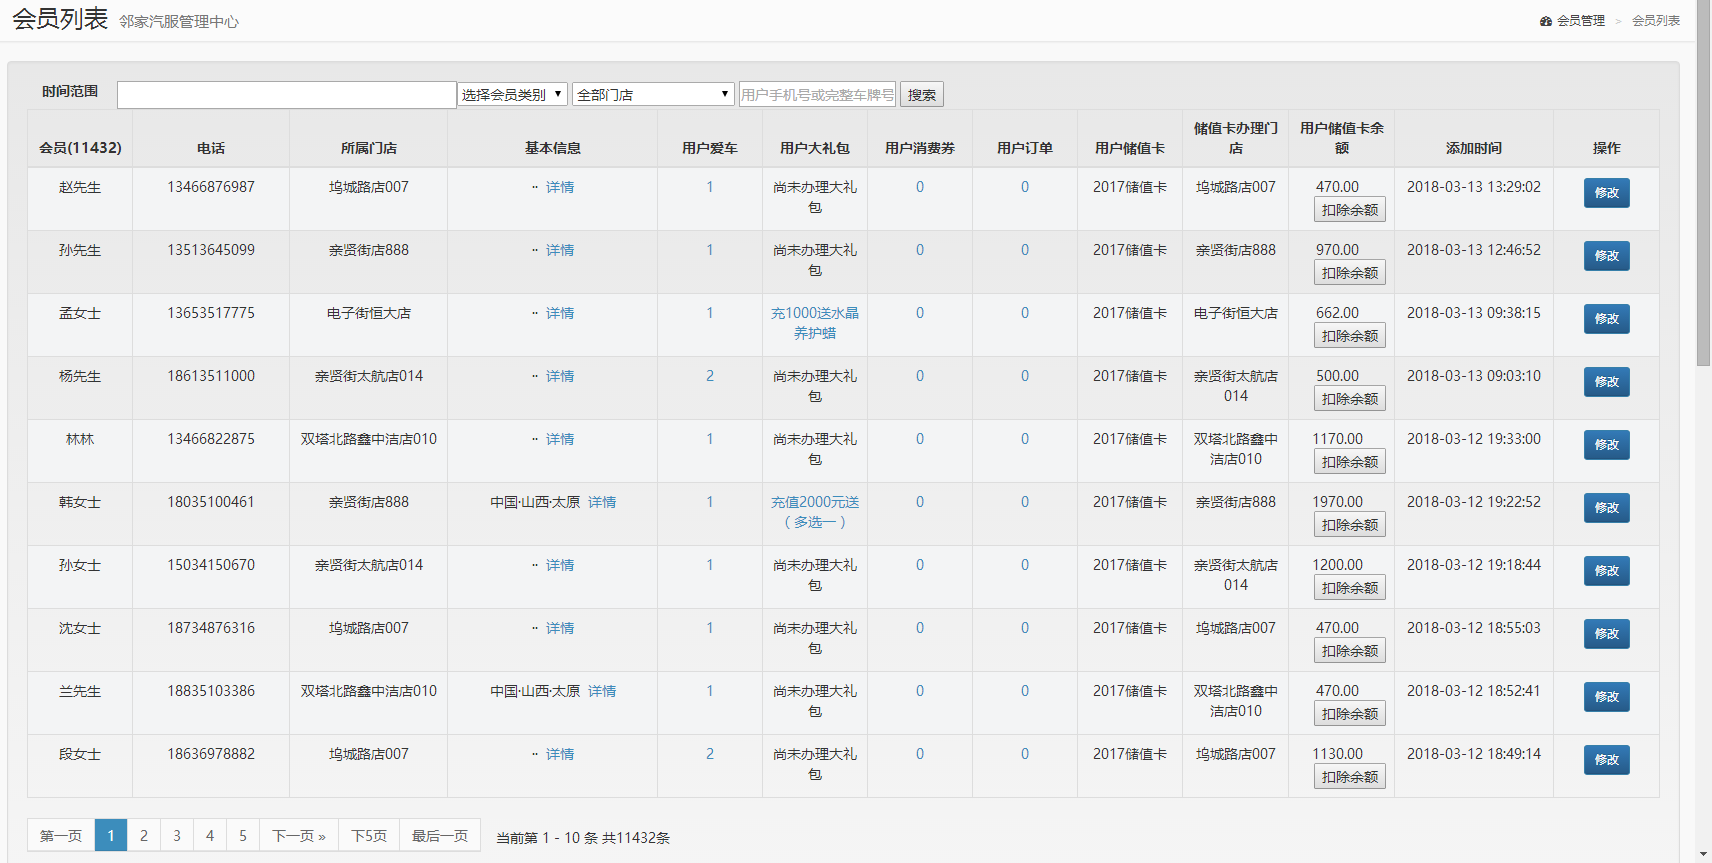 会员列表 邻家汽服管理中心 会员管理 > 会员列表
时间范围 选择会员类别 全部门店 用户手机号或完整车牌号 搜索
会员(11432) 电话 所属门店 基本信息 用户爱车 用户大礼包 用户消费券 用户订单 用户储值卡 储值卡办理门店 用户储值卡余额 添加时间 操作
赵先生 13466876987 坞城路店007 ·· 详情 1 尚未办理大礼包 0 0 2017储值卡 坞城路店007 470.00 扣除余额 2018-03-13 13:29:02 修改
孙先生 13513645099 亲贤街店888 ·· 详情 1 尚未办理大礼包 0 0 2017储值卡 亲贤街店888 970.00 扣除余额 2018-03-13 12:46:52 修改
孟女士 13653517775 电子街恒大店 ·· 详情 1 充1000送水晶养护蜡 0 0 2017储值卡 电子街恒大店 662.00 扣除余额 2018-03-13 09:38:15 修改
杨先生 18613511000 亲贤街太航店014 ·· 详情 2 尚未办理大礼包 0 0 2017储值卡 亲贤街太航店014 500.00 扣除余额 2018-03-13 09:03:10 修改
林林 13466822875 双塔北路鑫中洁店010 ·· 详情 1 尚未办理大礼包 0 0 2017储值卡 双塔北路鑫中洁店010 1170.00 扣除余额 2018-03-12 19:33:00 修改
韩女士 18035100461 亲贤街店888 中国·山西·太原 详情 1 充值2000元送（多选一） 0 0 2017储值卡 亲贤街店888 1970.00 扣除余额 2018-03-12 19:22:52 修改
孙女士 15034150670 亲贤街太航店014 ·· 详情 1 尚未办理大礼包 0 0 2017储值卡 亲贤街太航店014 1200.00 扣除余额 2018-03-12 19:18:44 修改
沈女士 18734876316 坞城路店007 ·· 详情 1 尚未办理大礼包 0 0 2017储值卡 坞城路店007 470.00 扣除余额 2018-03-12 18:55:03 修改
兰先生 18835103386 双塔北路鑫中洁店010 中国·山西·太原 详情 1 尚未办理大礼包 0 0 2017储值卡 双塔北路鑫中洁店010 470.00 扣除余额 2018-03-12 18:52:41 修改
段女士 18636978882 坞城路店007 ·· 详情 2 尚未办理大礼包 0 0 2017储值卡 坞城路店007 1130.00 扣除余额 2018-03-12 18:49:14 修改
第一页 1 2 3 4 5 下一页 » 下5页 最后一页 当前第 1 - 10 条 共11432条